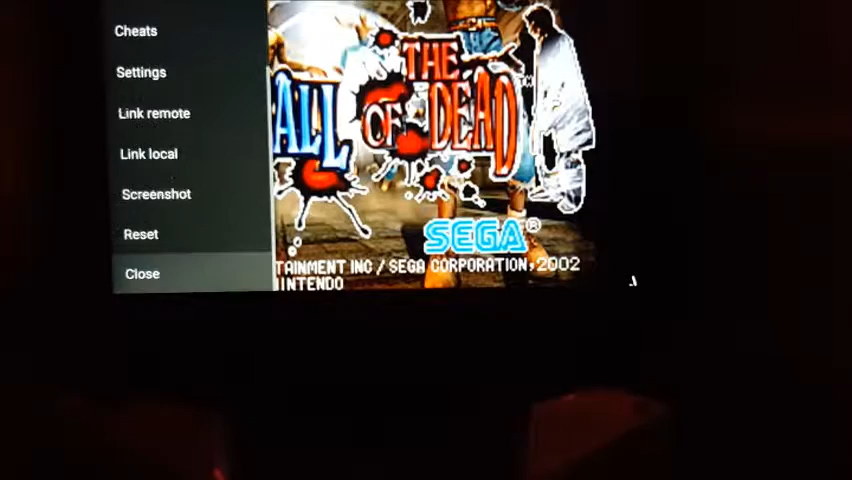 Cheats
Settings
Link remote
Link local
Screenshot
Reset
Close
THE
ALL OF DEAD
SEGA®
TAINMENT INC / SEGA CORPORATION, 2002
NINTENDO